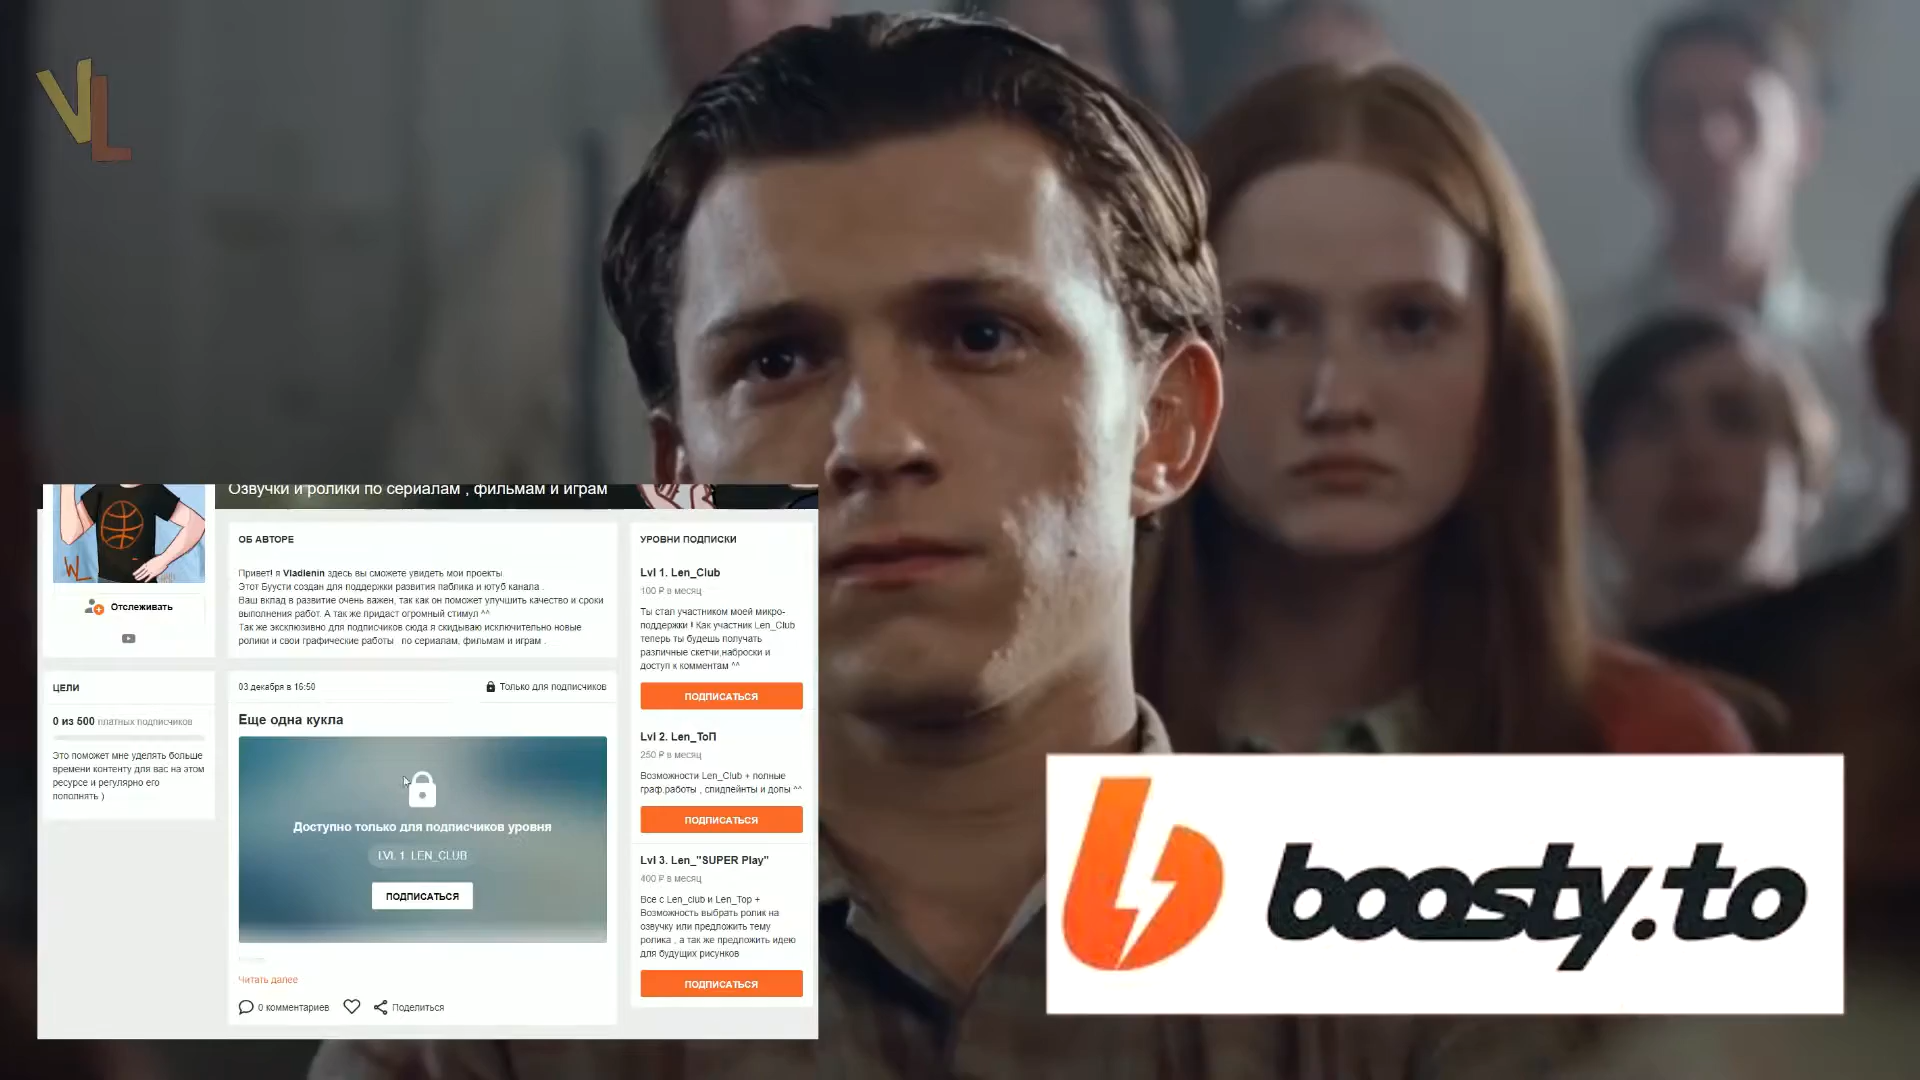 VL
Озвучки и ролики по сериалам , фильмам и играм
Отслеживать
ЦЕЛИ
0 из 500 платных подписчиков
Это поможет мне уделять больше
времени контенту для вас на этом
ресурсе и регулярно его
пополнять )
ОБ АВТОРЕ
Привет! я Vladlenin здесь вы сможете увидеть мои проекты
Этот Буусти создан для поддержки развития паблика и ютуб канала .
Ваш вклад в развитие очень важен, так как он поможет улучшить качество и сроки
выполнения работ. А так же придаст огромный стимул ^^
Так же эксклюзивно для подписчиков сюда я скидываю исключительно новые
ролики и свои графические работы по сериалам, фильмам и играм .
03 декабря в 16:50
Только для подписчиков
Еще одна кукла
Доступно только для подписчиков уровня
LVL 1. LEN_CLUB
ПОДПИСАТЬСЯ
Читать далее
0 комментариев
Поделиться
УРОВНИ ПОДПИСКИ
Lvl 1. Len_Club
100 ₽ в месяц
Ты стал участником моей микро-
поддержки ! Как участник Len_Club
теперь ты будешь получать
различные скетчи,наброски и
доступ к комментам ^^
ПОДПИСАТЬСЯ
Lvl 2. Len_ToП
250 ₽ в месяц
Возможности Len_Club + полные
граф.работы , спидпейнты и допы ^^
ПОДПИСАТЬСЯ
Lvl 3. Len_"SUPER Play"
400 ₽ в месяц
Все с Len_club и Len_Top +
Возможность выбрать ролик на
озвучку или предложить тему
ролика , а так же предложить идею
для будущих рисунков
ПОДПИСАТЬСЯ
boosty.to